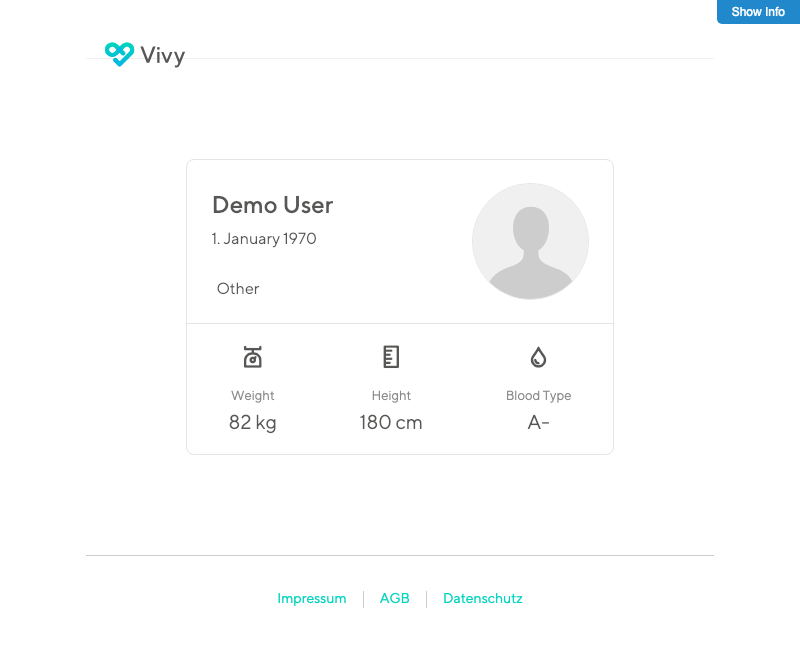 Show Info
Vivy
Demo User
1. January 1970
Other
Weight Height Blood Type
82 kg 180 cm A-
Impressum AGB Datenschutz